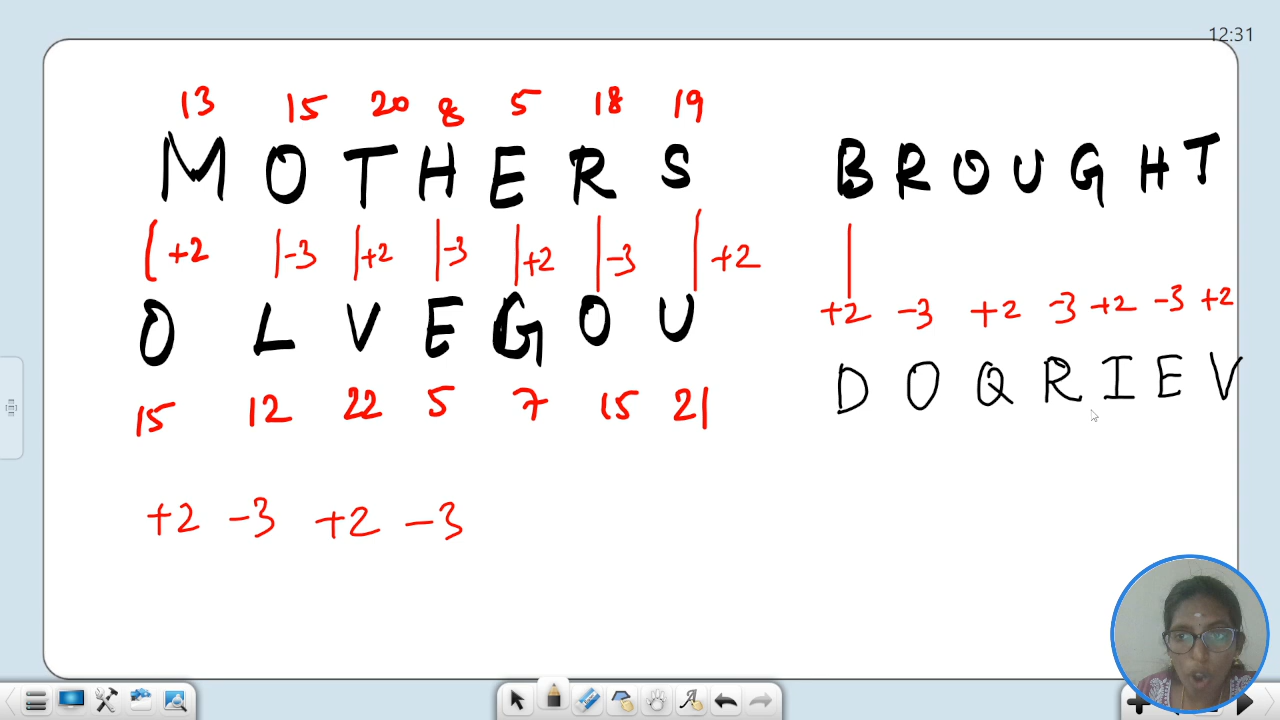 12:31
13 15 20 8 5 18 19
M O T H E R S
+2 -3 +2 -3 +2 -3 +2
O L V E G O U
15 12 22 5 7 15 21
+2 -3 +2 -3
B R O U G H T
+2 -3 +2 -3 +2 -3 +2
D O Q R I E V